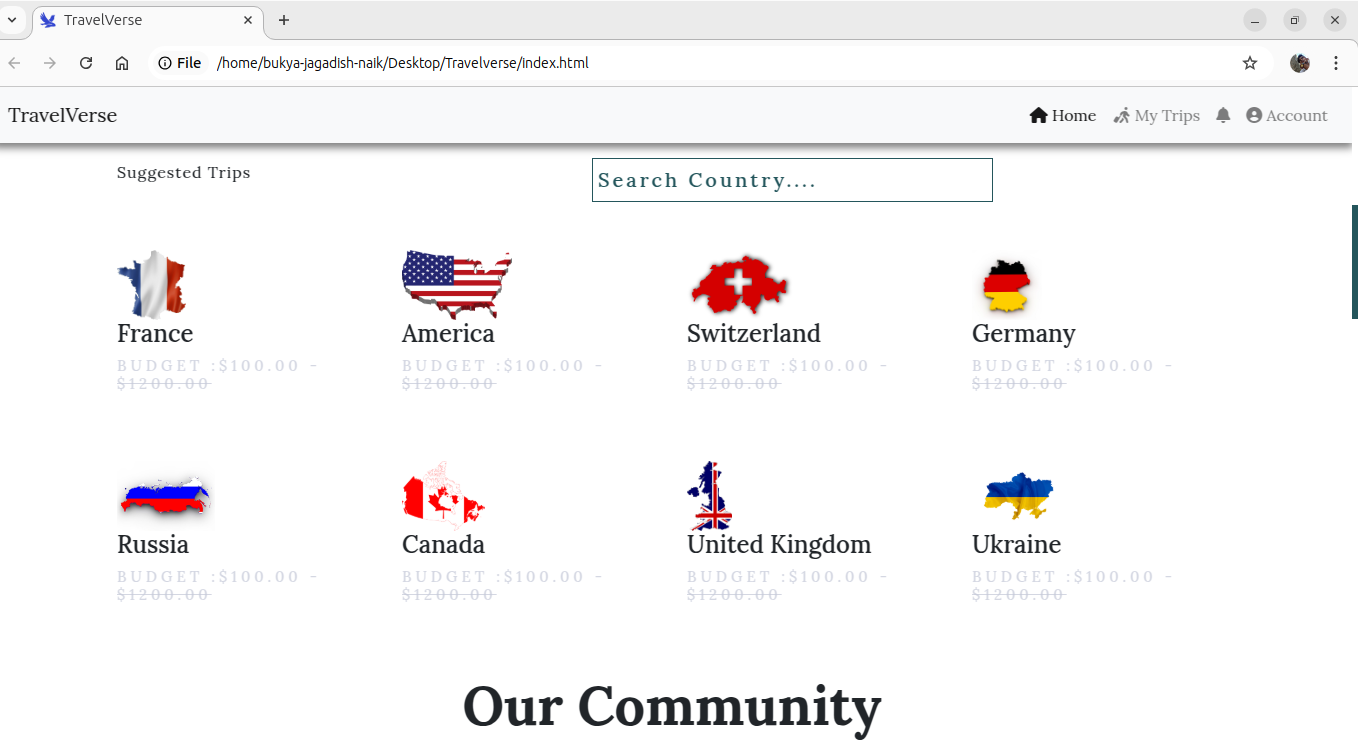 TravelVerse
File /home/bukya-jagadish-naik/Desktop/Travelverse/index.html
TravelVerse Home My Trips Account
Suggested Trips Search Country....
France America Switzerland Germany
BUDGET :$100.00 - BUDGET :$100.00 - BUDGET :$100.00 - BUDGET :$100.00 -
$1200.00 $1200.00 $1200.00 $1200.00
Russia Canada United Kingdom Ukraine
BUDGET :$100.00 - BUDGET :$100.00 - BUDGET :$100.00 - BUDGET :$100.00 -
$1200.00 $1200.00 $1200.00 $1200.00
Our Community